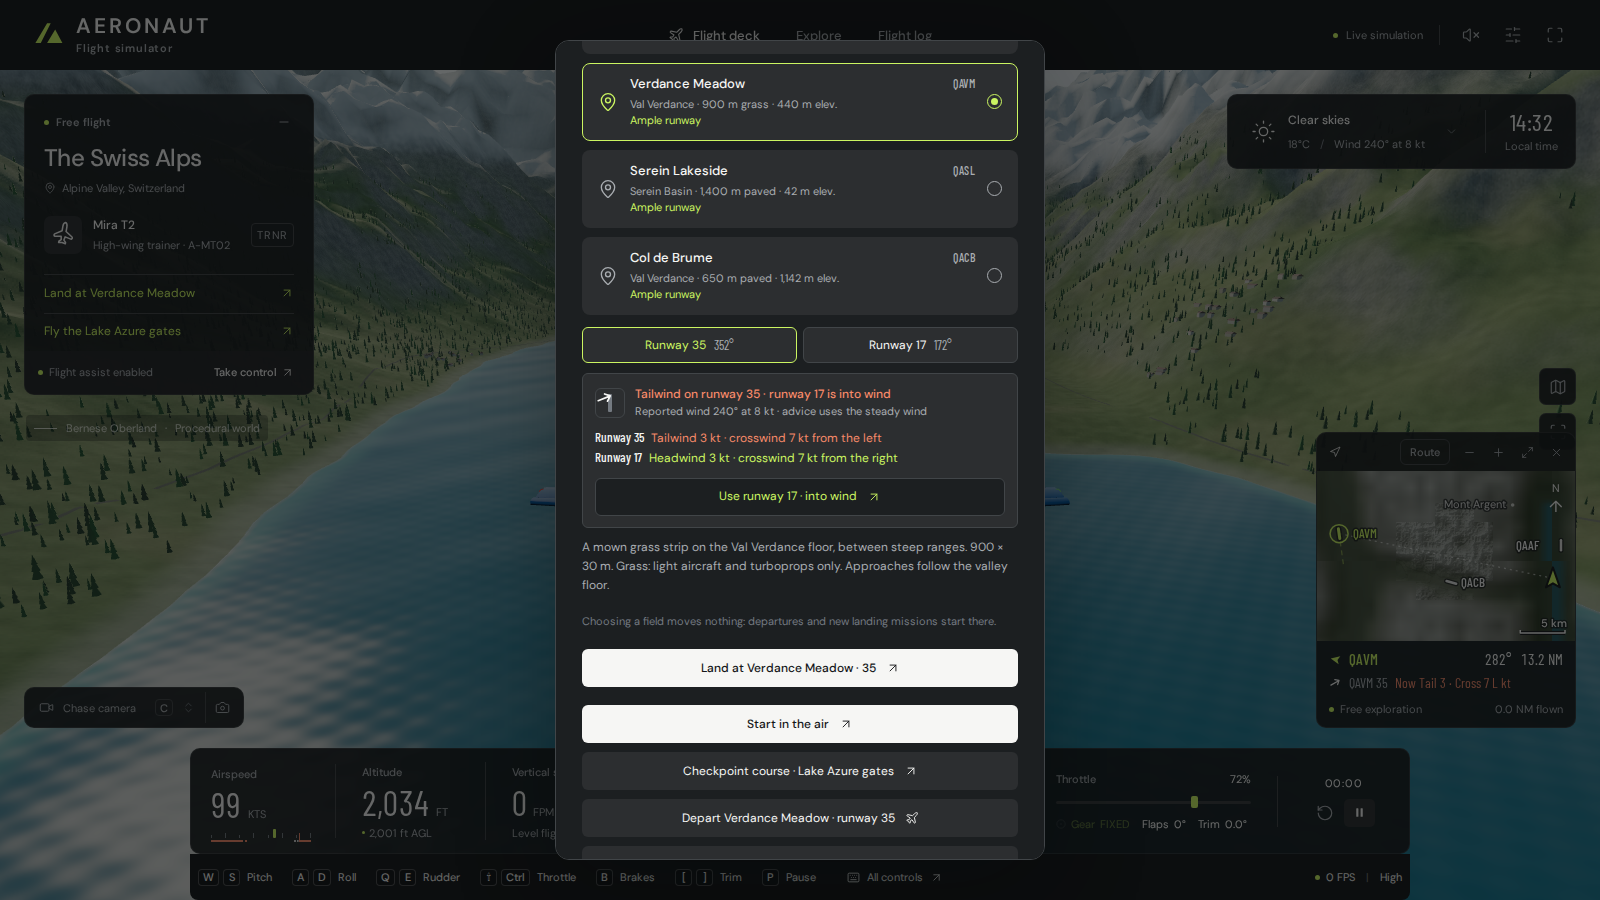 AERONAUT
Flight simulator
Flight deck
Explore
Flight log
Live simulation
Free flight
The Swiss Alps
Alpine Valley, Switzerland
Mira T2
High-wing trainer · A-MT02
TRNR
Land at Verdance Meadow
Fly the Lake Azure gates
Flight assist enabled
Take control
Bernese Oberland · Procedural world
Verdance Meadow
QAVM
Val Verdance · 900 m grass · 440 m elev.
Ample runway
Serein Lakeside
QASL
Serein Basin · 1,400 m paved · 42 m elev.
Ample runway
Col de Brume
QACB
Val Verdance · 650 m paved · 1,142 m elev.
Ample runway
Runway 35 352°
Runway 17 172°
Tailwind on runway 35 · runway 17 is into wind
Reported wind 240° at 8 kt · advice uses the steady wind
Runway 35 Tailwind 3 kt · crosswind 7 kt from the left
Runway 17 Headwind 3 kt · crosswind 7 kt from the right
Use runway 17 · into wind
A mown grass strip on the Val Verdance floor, between steep ranges. 900 ×
30 m. Grass: light aircraft and turboprops only. Approaches follow the valley
floor.
Choosing a field moves nothing: departures and new landing missions start there.
Land at Verdance Meadow · 35
Start in the air
Checkpoint course · Lake Azure gates
Depart Verdance Meadow · runway 35
Clear skies
18°C / Wind 240° at 8 kt
14:32
Local time
Route
N
Mont Argent
QAVM
QAAF
QACB
5 km
QAVM 282° 13.2 NM
QAVM 35 Now Tail 3 · Cross 7 L kt
Free exploration 0.0 NM flown
Chase camera C
Airspeed
99 KTS
Altitude
2,034 FT
2,001 ft AGL
Vertical s
0 FPM
Level flig
Throttle 72%
Gear FIXED Flaps 0° Trim 0.0°
00:00
W S Pitch A D Roll Q E Rudder ⇧ Ctrl Throttle B Brakes [ ] Trim P Pause All controls
0 FPS | High